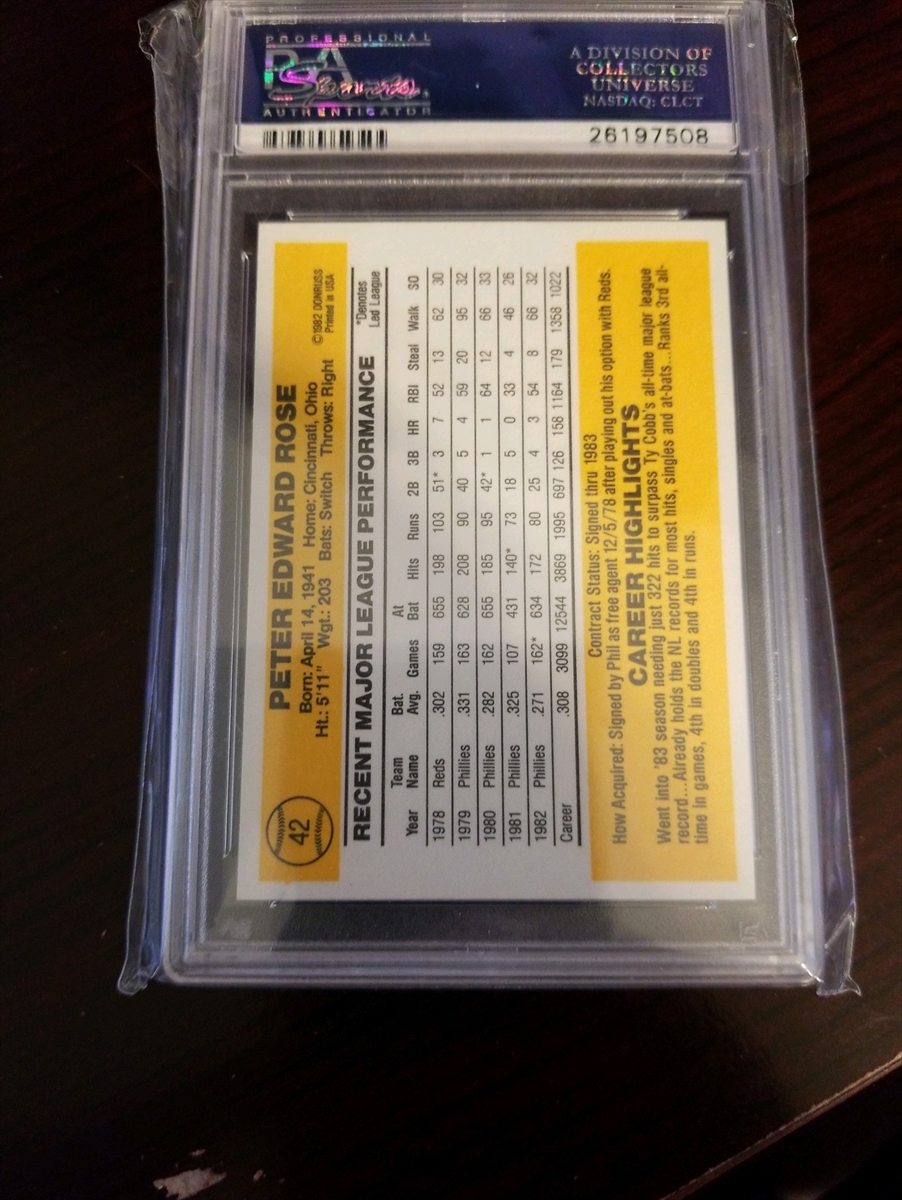 PROFESSIONAL
PSA
AUTHENTICATOR
A DIVISION OF
COLLECTORS
UNIVERSE
NASDAQ: CLCT
26197508
42
PETER EDWARD ROSE
Born: April 14, 1941 Home: Cincinnati, Ohio
Ht.: 5'11" Wgt.: 203 Bats: Switch Throws: Right
©1982 DONRUSS
Printed in USA
RECENT MAJOR LEAGUE PERFORMANCE
*Denotes
Led League
Year Team Name Bat. Avg. Games At Bat Hits Runs 2B 3B HR RBI Steal Walk SO
1978 Reds .302 159 655 198 103 51* 3 7 52 13 62 30
1979 Phillies .331 163 628 208 90 40 5 4 59 20 95 32
1980 Phillies .282 162 655 185 95 42* 1 1 64 12 66 33
1981 Phillies .325 107 431 140* 73 18 5 0 33 4 46 26
1982 Phillies .271 162* 634 172 80 25 4 3 54 8 66 32
Career .308 3099 12544 3869 1995 697 126 158 1164 179 1358 1022
Contract Status: Signed thru 1983
How Acquired: Signed by Phil as free agent 12/5/78 after playing out his option with Reds.
CAREER HIGHLIGHTS
Went into '83 season needing just 322 hits to surpass Ty Cobb's all-time major league
record...Already holds the NL records for most hits, singles and at-bats...Ranks 3rd all-
time in games, 4th in doubles and 4th in runs.